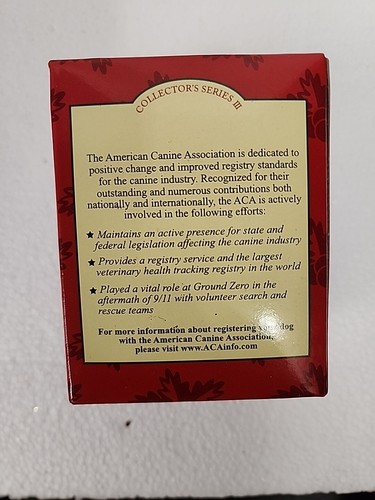 COLLECTOR'S SERIES III
The American Canine Association is dedicated to
positive change and improved registry standards
for the canine industry. Recognized for their
outstanding and numerous contributions both
nationally and internationally, the ACA is actively
involved in the following efforts:
★ Maintains an active presence for state and
federal legislation affecting the canine industry
★ Provides a registry service and the largest
veterinary health tracking registry in the world
★ Played a vital role at Ground Zero in the
aftermath of 9/11 with volunteer search and
rescue teams
For more information about registering your dog
with the American Canine Association,
please visit www.ACAinfo.com